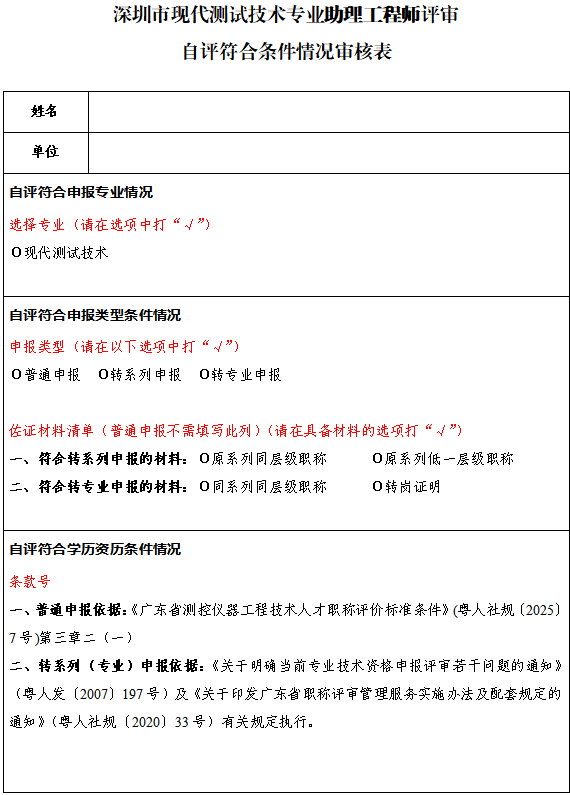 深圳市现代测试技术专业助理工程师评审
自评符合条件情况审核表
姓名
单位
自评符合申报专业情况
选择专业（请在选项中打“√”）
O现代测试技术
自评符合申报类型条件情况
申报类型（请在以下选项中打“√”）
O普通申报 O转系列申报 O转专业申报
佐证材料清单（普通申报不需填写此列）（请在具备材料的选项打“√”）
一、符合转系列申报的材料：O原系列同层级职称 O原系列低一层级职称
二、符合转专业申报的材料：O同系列同层级职称 O转岗证明
自评符合学历资历条件情况
条款号
一、普通申报依据：《广东省测控仪器工程技术人才职称评价标准条件》(粤人社规〔2025〕
7号)第三章二（一）
二、转系列（专业）申报依据：《关于明确当前专业技术资格申报评审若干问题的通知》
（粤人发〔2007〕197号）及《关于印发广东省职称评审管理服务实施办法及配套规定的
通知》（粤人社规〔2020〕33号）有关规定执行。